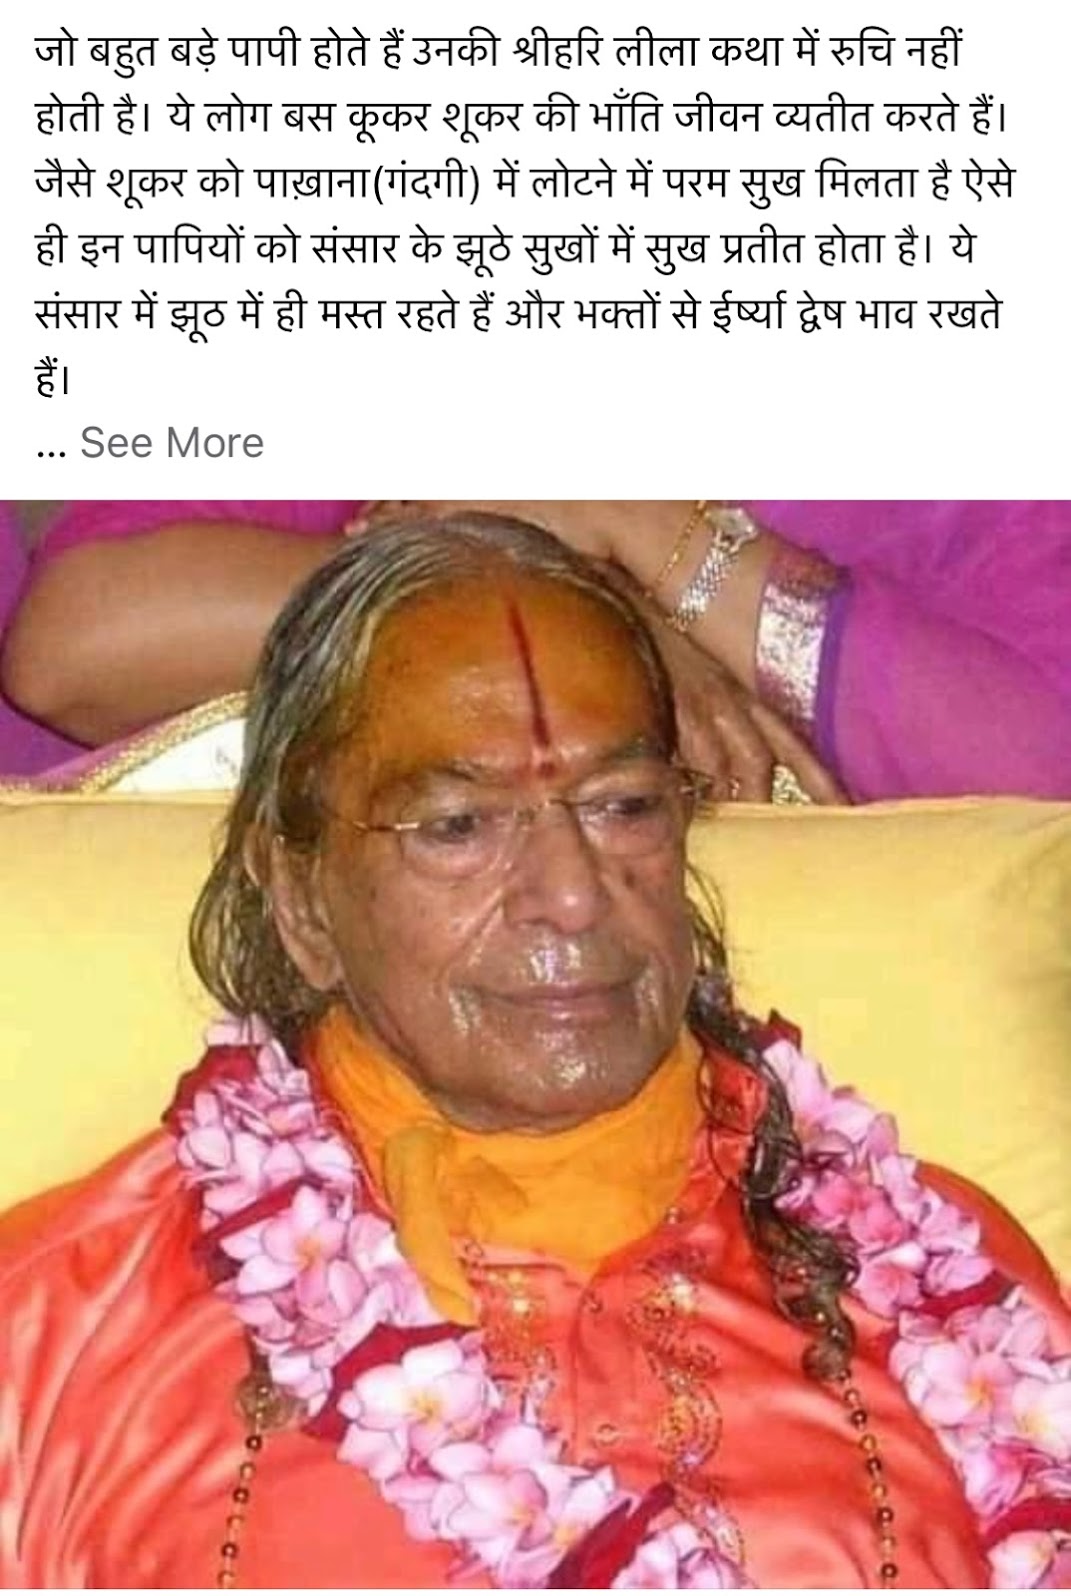 जो बहुत बड़े पापी होते हैं उनकी श्रीहरि लीला कथा में रुचि नहीं
होती है। ये लोग बस कूकर शूकर की भाँति जीवन व्यतीत करते हैं।
जैसे शूकर को पाख़ाना(गंदगी) में लोटने में परम सुख मिलता है ऐसे
ही इन पापियों को संसार के झूठे सुखों में सुख प्रतीत होता है। ये
संसार में झूठ में ही मस्त रहते हैं और भक्तों से ईर्ष्या द्वेष भाव रखते
हैं।
... See More